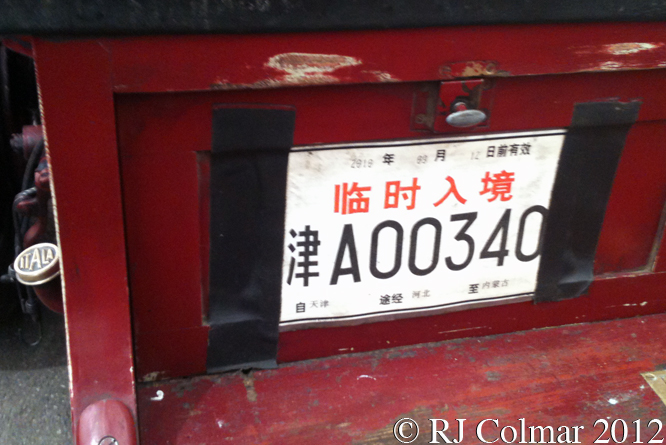 2010 年 09 月 12 日前有效
临时入境
津A00340
自 天津 途经 河北 至 内蒙古
ITALA
© RJ Colmar 2012